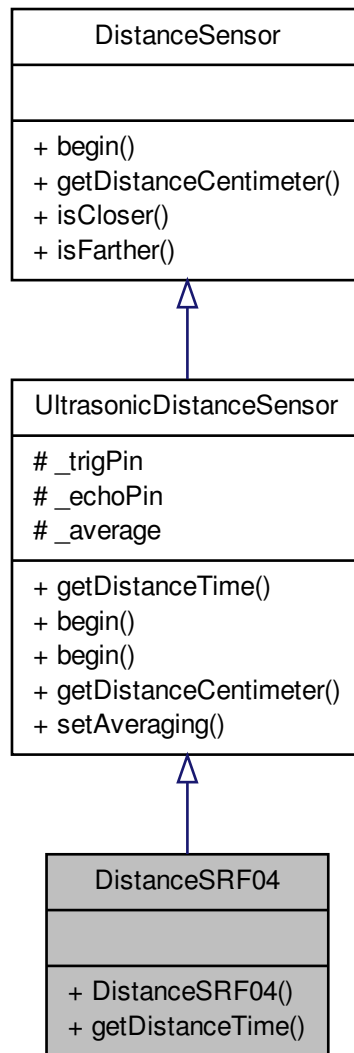 DistanceSensor
+ begin()
+ getDistanceCentimeter()
+ isCloser()
+ isFarther()
UltrasonicDistanceSensor
# _trigPin
# _echoPin
# _average
+ getDistanceTime()
+ begin()
+ begin()
+ getDistanceCentimeter()
+ setAveraging()
DistanceSRF04
+ DistanceSRF04()
+ getDistanceTime()